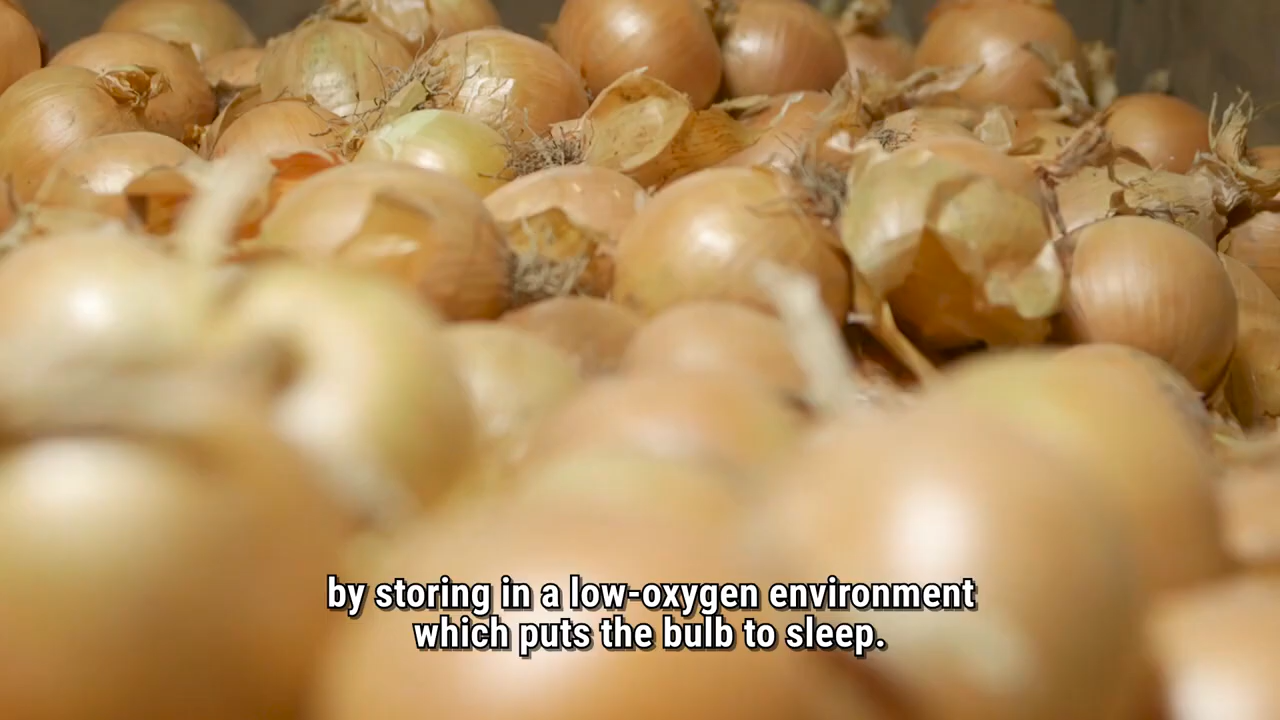 by storing in a low-oxygen environment
which puts the bulb to sleep.